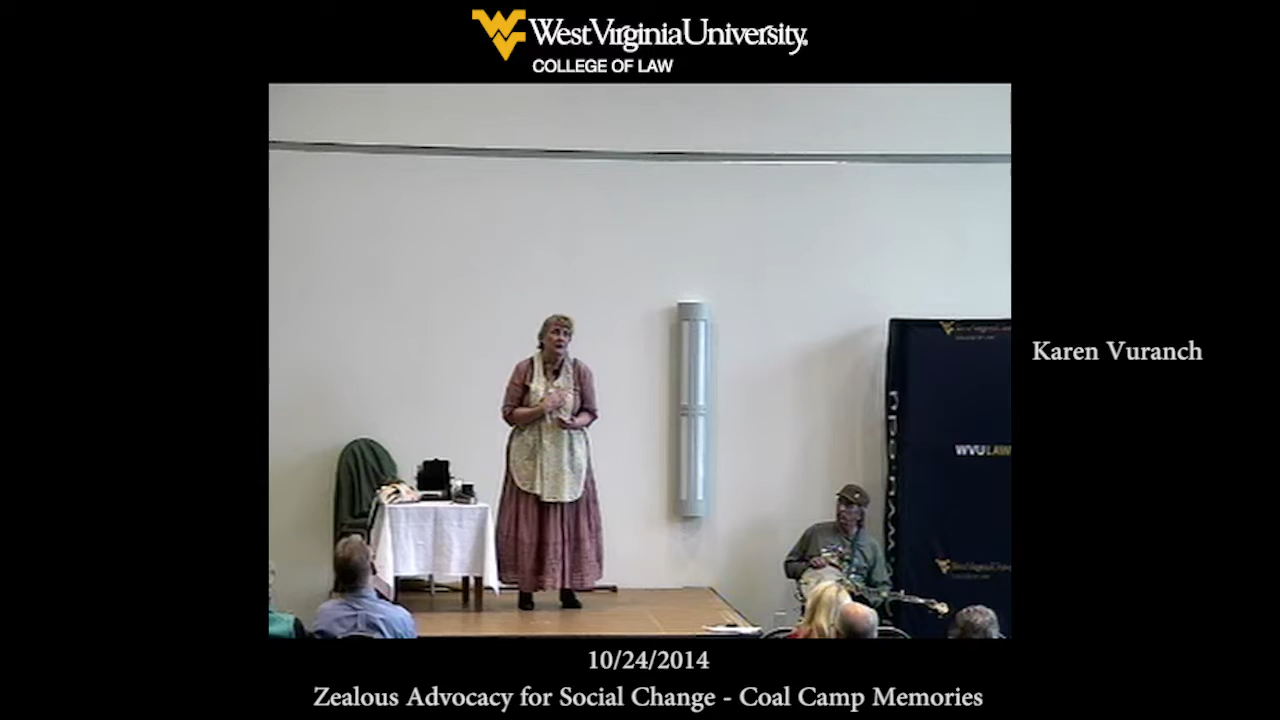 WestVirginiaUniversity.
COLLEGE OF LAW
Karen Vuranch
WVULAW
10/24/2014
Zealous Advocacy for Social Change - Coal Camp Memories